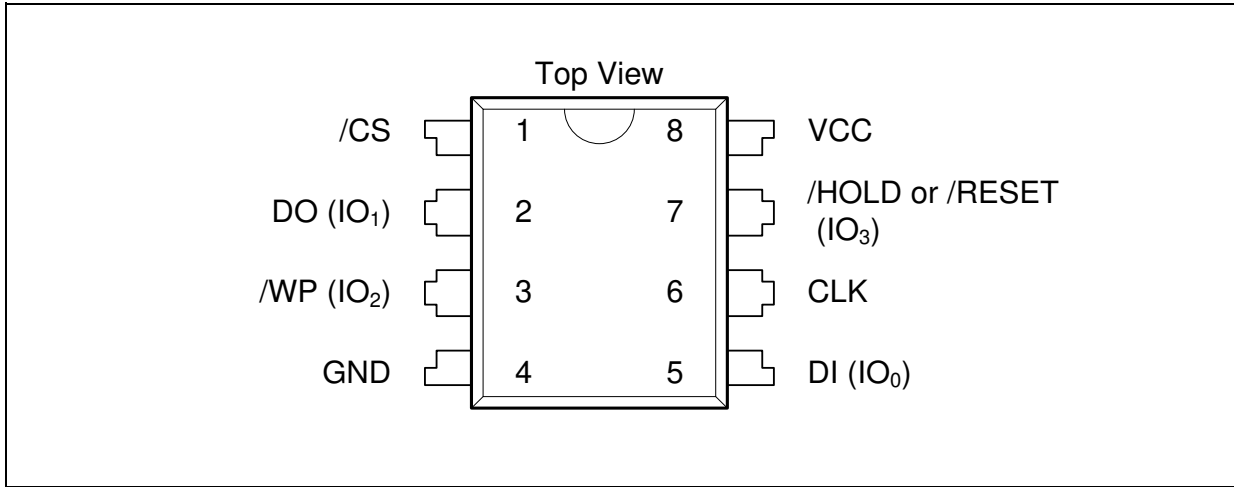 Top View
/CS 1 8 VCC
DO (IO₁) 2 7 /HOLD or /RESET
(IO₃)
/WP (IO₂) 3 6 CLK
GND 4 5 DI (IO₀)